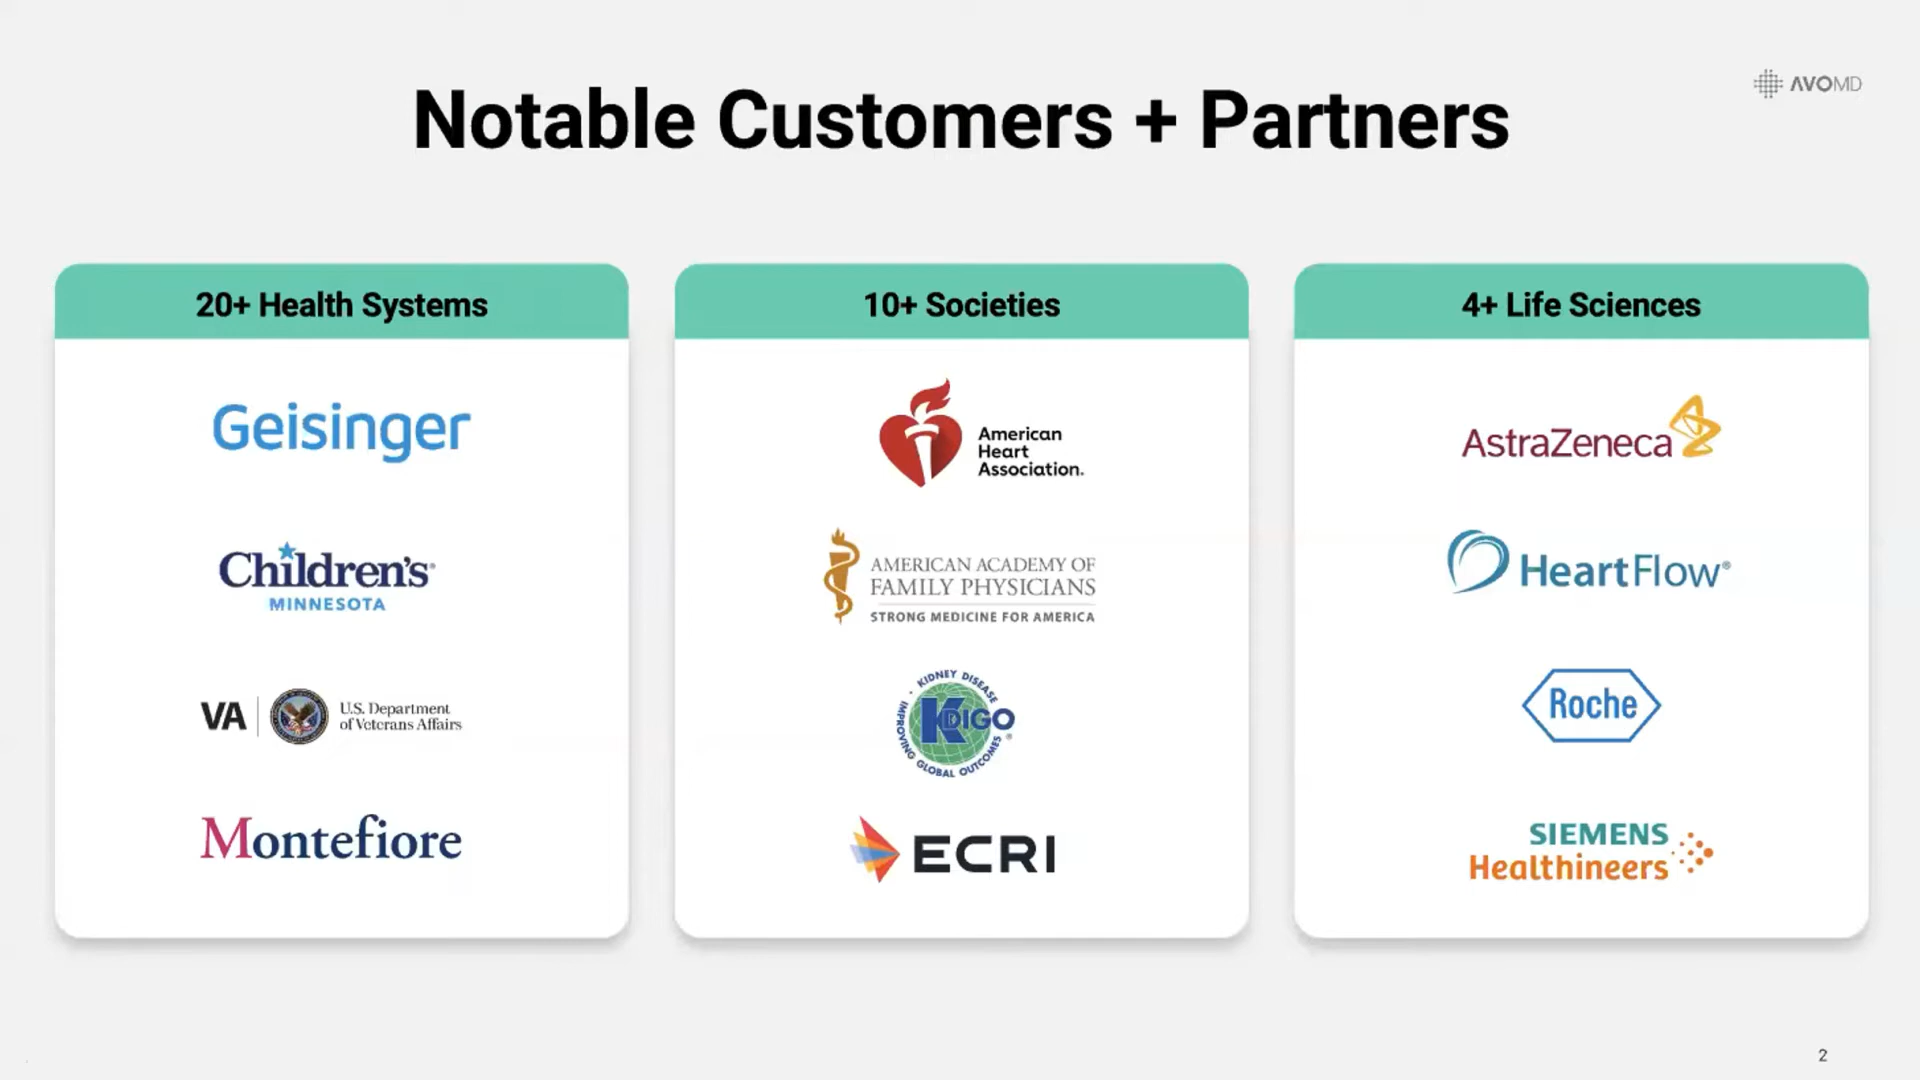 AVOMD
Notable Customers + Partners
20+ Health Systems
Geisinger
Children's
MINNESOTA
VA
U.S. Department
of Veterans Affairs
Montefiore
10+ Societies
American
Heart
Association.
AMERICAN ACADEMY OF
FAMILY PHYSICIANS
STRONG MEDICINE FOR AMERICA
KIDNEY DISEASE
KDIGO®
IMPROVING GLOBAL OUTCOMES
ECRI
4+ Life Sciences
AstraZeneca
HeartFlow®
Roche
SIEMENS
Healthineers
2